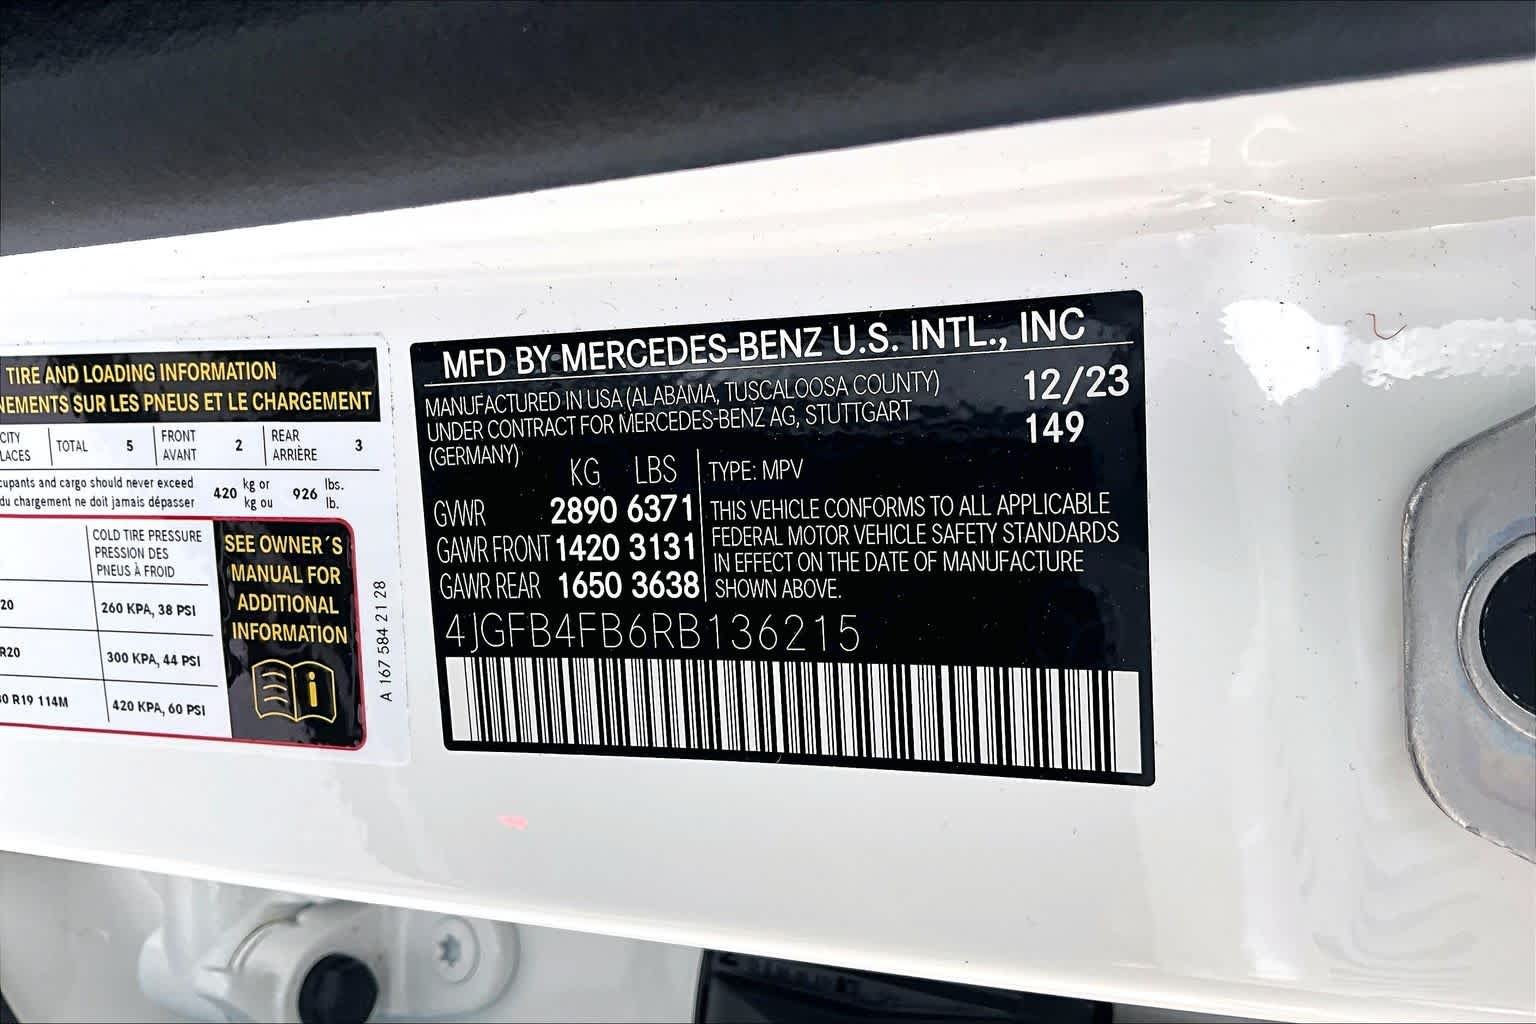 TIRE AND LOADING INFORMATION
NEMENTS SUR LES PNEUS ET LE CHARGEMENT
CITY
LACES
TOTAL 5
FRONT
AVANT
2
REAR
ARRIÈRE
3
cupants and cargo should never exceed
du chargement ne doit jamais dépasser
420
kg or
kg ou
926
lbs.
lb.
COLD TIRE PRESSURE
PRESSION DES
PNEUS À FROID
20 260 KPA, 38 PSI
R20 300 KPA, 44 PSI
0 R19 114M 420 KPA, 60 PSI
SEE OWNER´S
MANUAL FOR
ADDITIONAL
INFORMATION
i
A 167 584 21 28
MFD BY MERCEDES-BENZ U.S. INTL., INC
MANUFACTURED IN USA (ALABAMA, TUSCALOOSA COUNTY)
UNDER CONTRACT FOR MERCEDES-BENZ AG, STUTTGART
(GERMANY)
12/23
149
KG LBS
GVWR 2890 6371
GAWR FRONT 1420 3131
GAWR REAR 1650 3638
TYPE: MPV
THIS VEHICLE CONFORMS TO ALL APPLICABLE
FEDERAL MOTOR VEHICLE SAFETY STANDARDS
IN EFFECT ON THE DATE OF MANUFACTURE
SHOWN ABOVE.
4JGFB4FB6RB136215